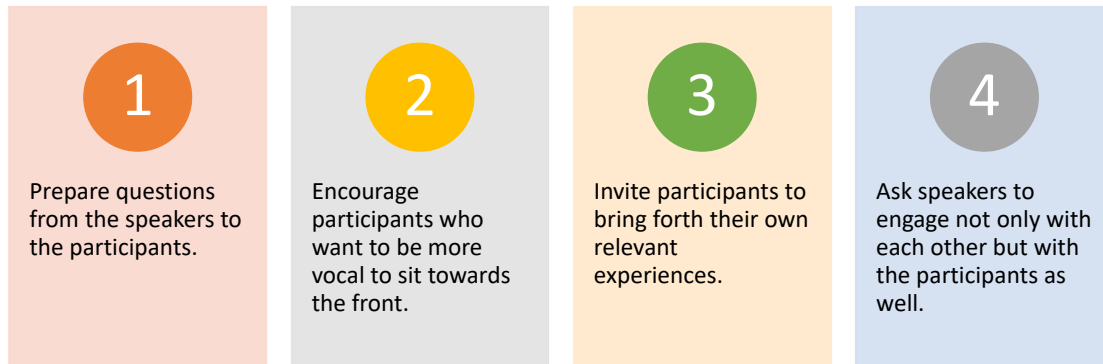 1
Prepare questions
from the speakers to
the participants.
2
Encourage
participants who
want to be more
vocal to sit towards
the front.
3
Invite participants to
bring forth their own
relevant
experiences.
4
Ask speakers to
engage not only with
each other but with
the participants as
well.